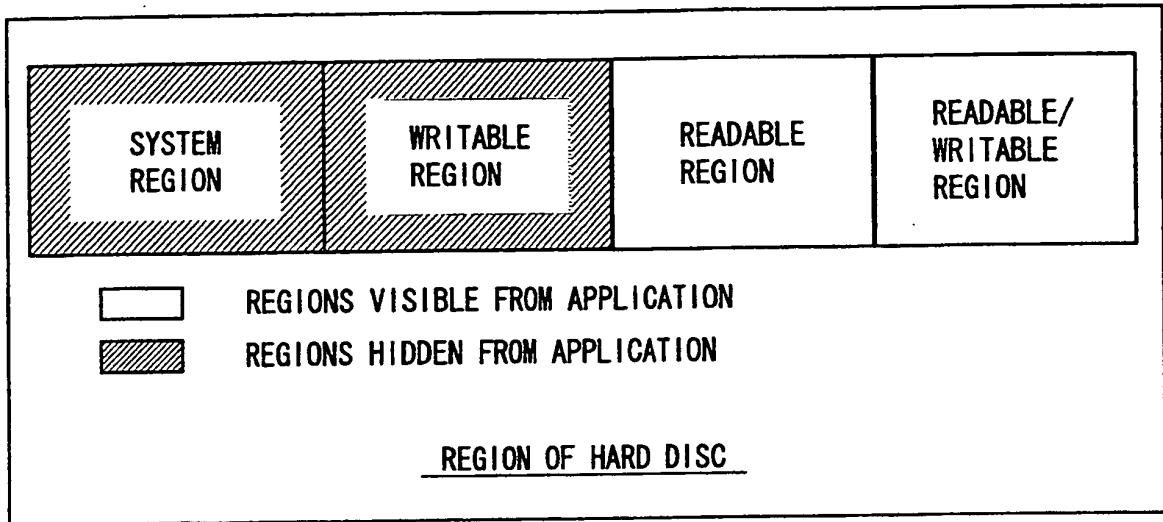 SYSTEM
REGION
WRITABLE
REGION
READABLE
REGION
READABLE/
WRITABLE
REGION
REGIONS VISIBLE FROM APPLICATION
REGIONS HIDDEN FROM APPLICATION
REGION OF HARD DISC